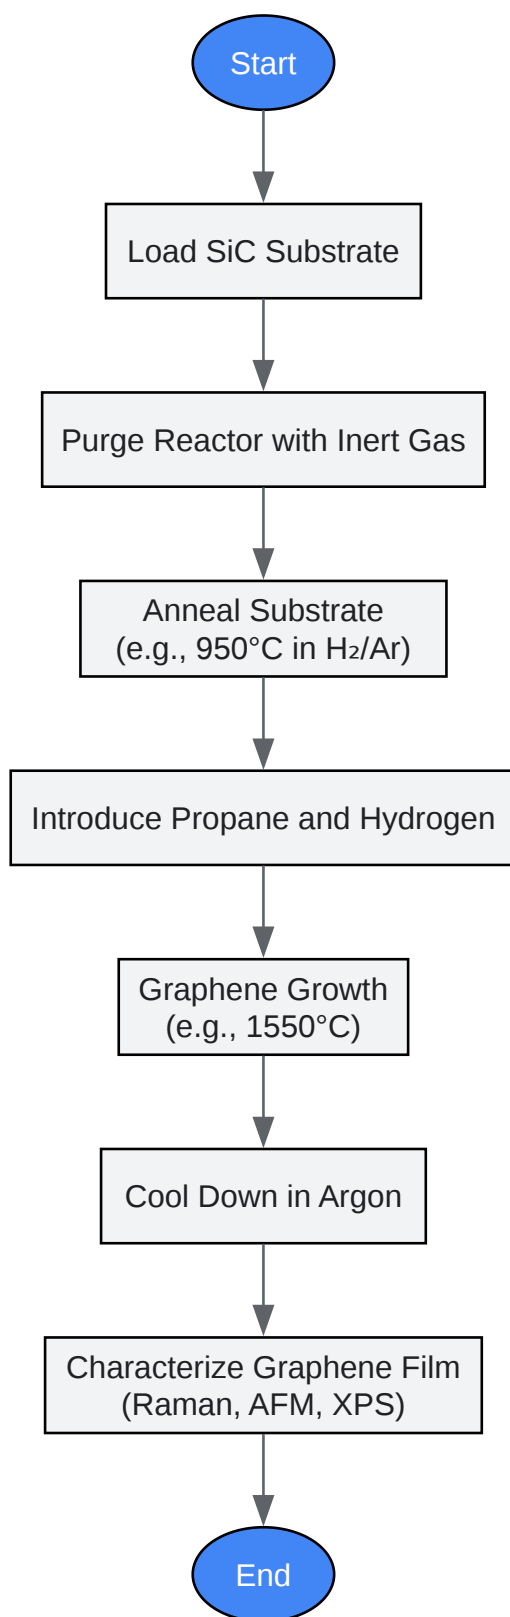 Start
Load SiC Substrate
Purge Reactor with Inert Gas
Anneal Substrate
(e.g., 950°C in H₂/Ar)
Introduce Propane and Hydrogen
Graphene Growth
(e.g., 1550°C)
Cool Down in Argon
Characterize Graphene Film
(Raman, AFM, XPS)
End